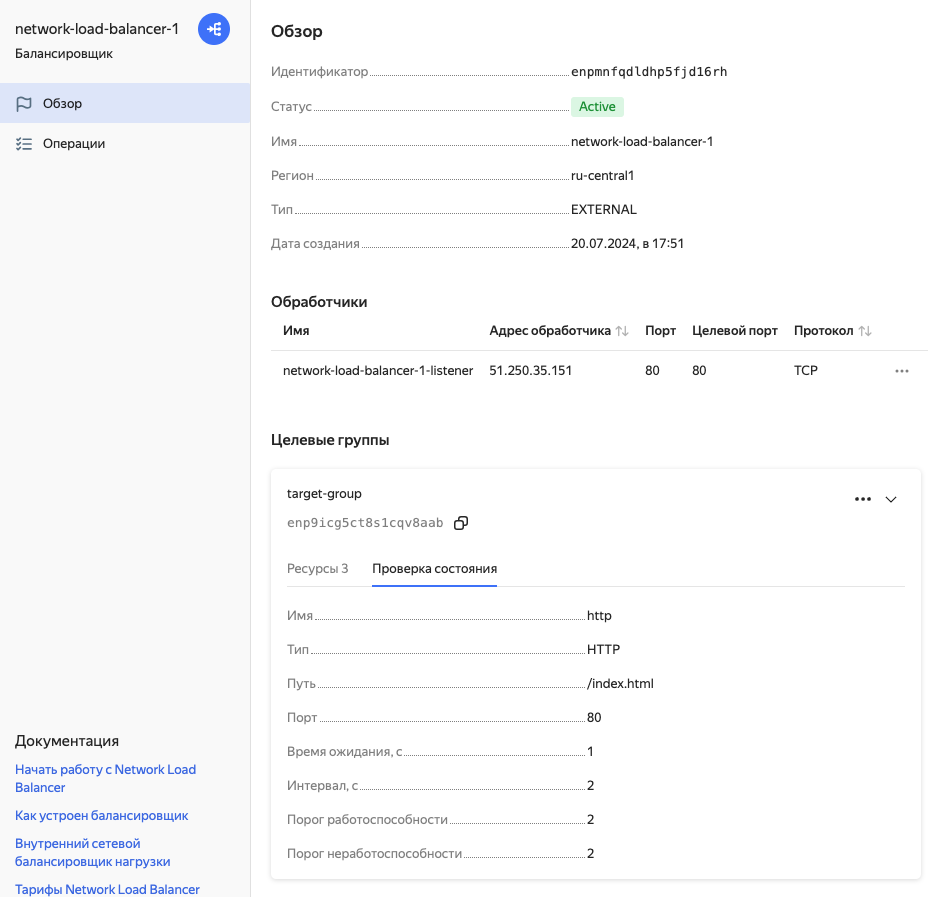 network-load-balancer-1
Балансировщик
Обзор
Операции
Документация
Начать работу с Network Load
Balancer
Как устроен балансировщик
Внутренний сетевой
балансировщик нагрузки
Тарифы Network Load Balancer
Обзор
Идентификатор enpmnfqdldhp5fjd16rh
Статус Active
Имя network-load-balancer-1
Регион ru-central1
Тип EXTERNAL
Дата создания 20.07.2024, в 17:51
Обработчики
Имя Адрес обработчика Порт Целевой порт Протокол
network-load-balancer-1-listener 51.250.35.151 80 80 TCP
Целевые группы
target-group
enp9icg5ct8s1cqv8aab
Ресурсы 3 Проверка состояния
Имя http
Тип HTTP
Путь /index.html
Порт 80
Время ожидания, с 1
Интервал, с 2
Порог работоспособности 2
Порог неработоспособности 2